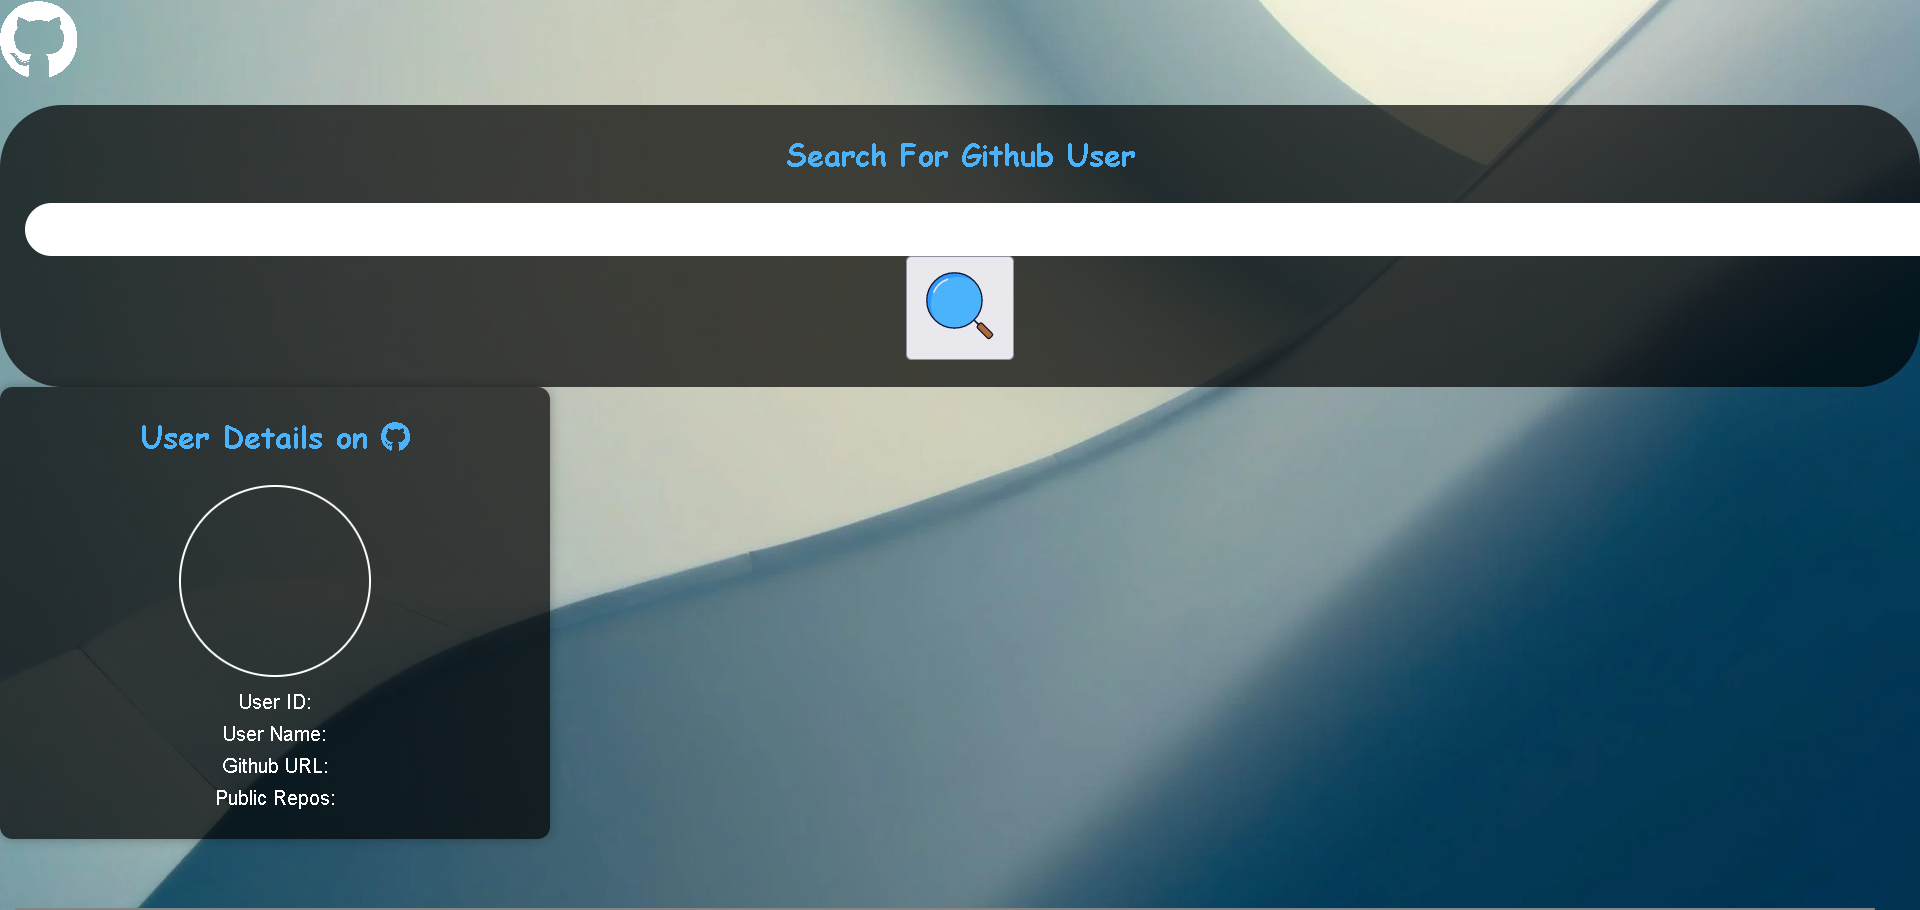 Search For Github User
User Details on
User ID:
User Name:
Github URL:
Public Repos: